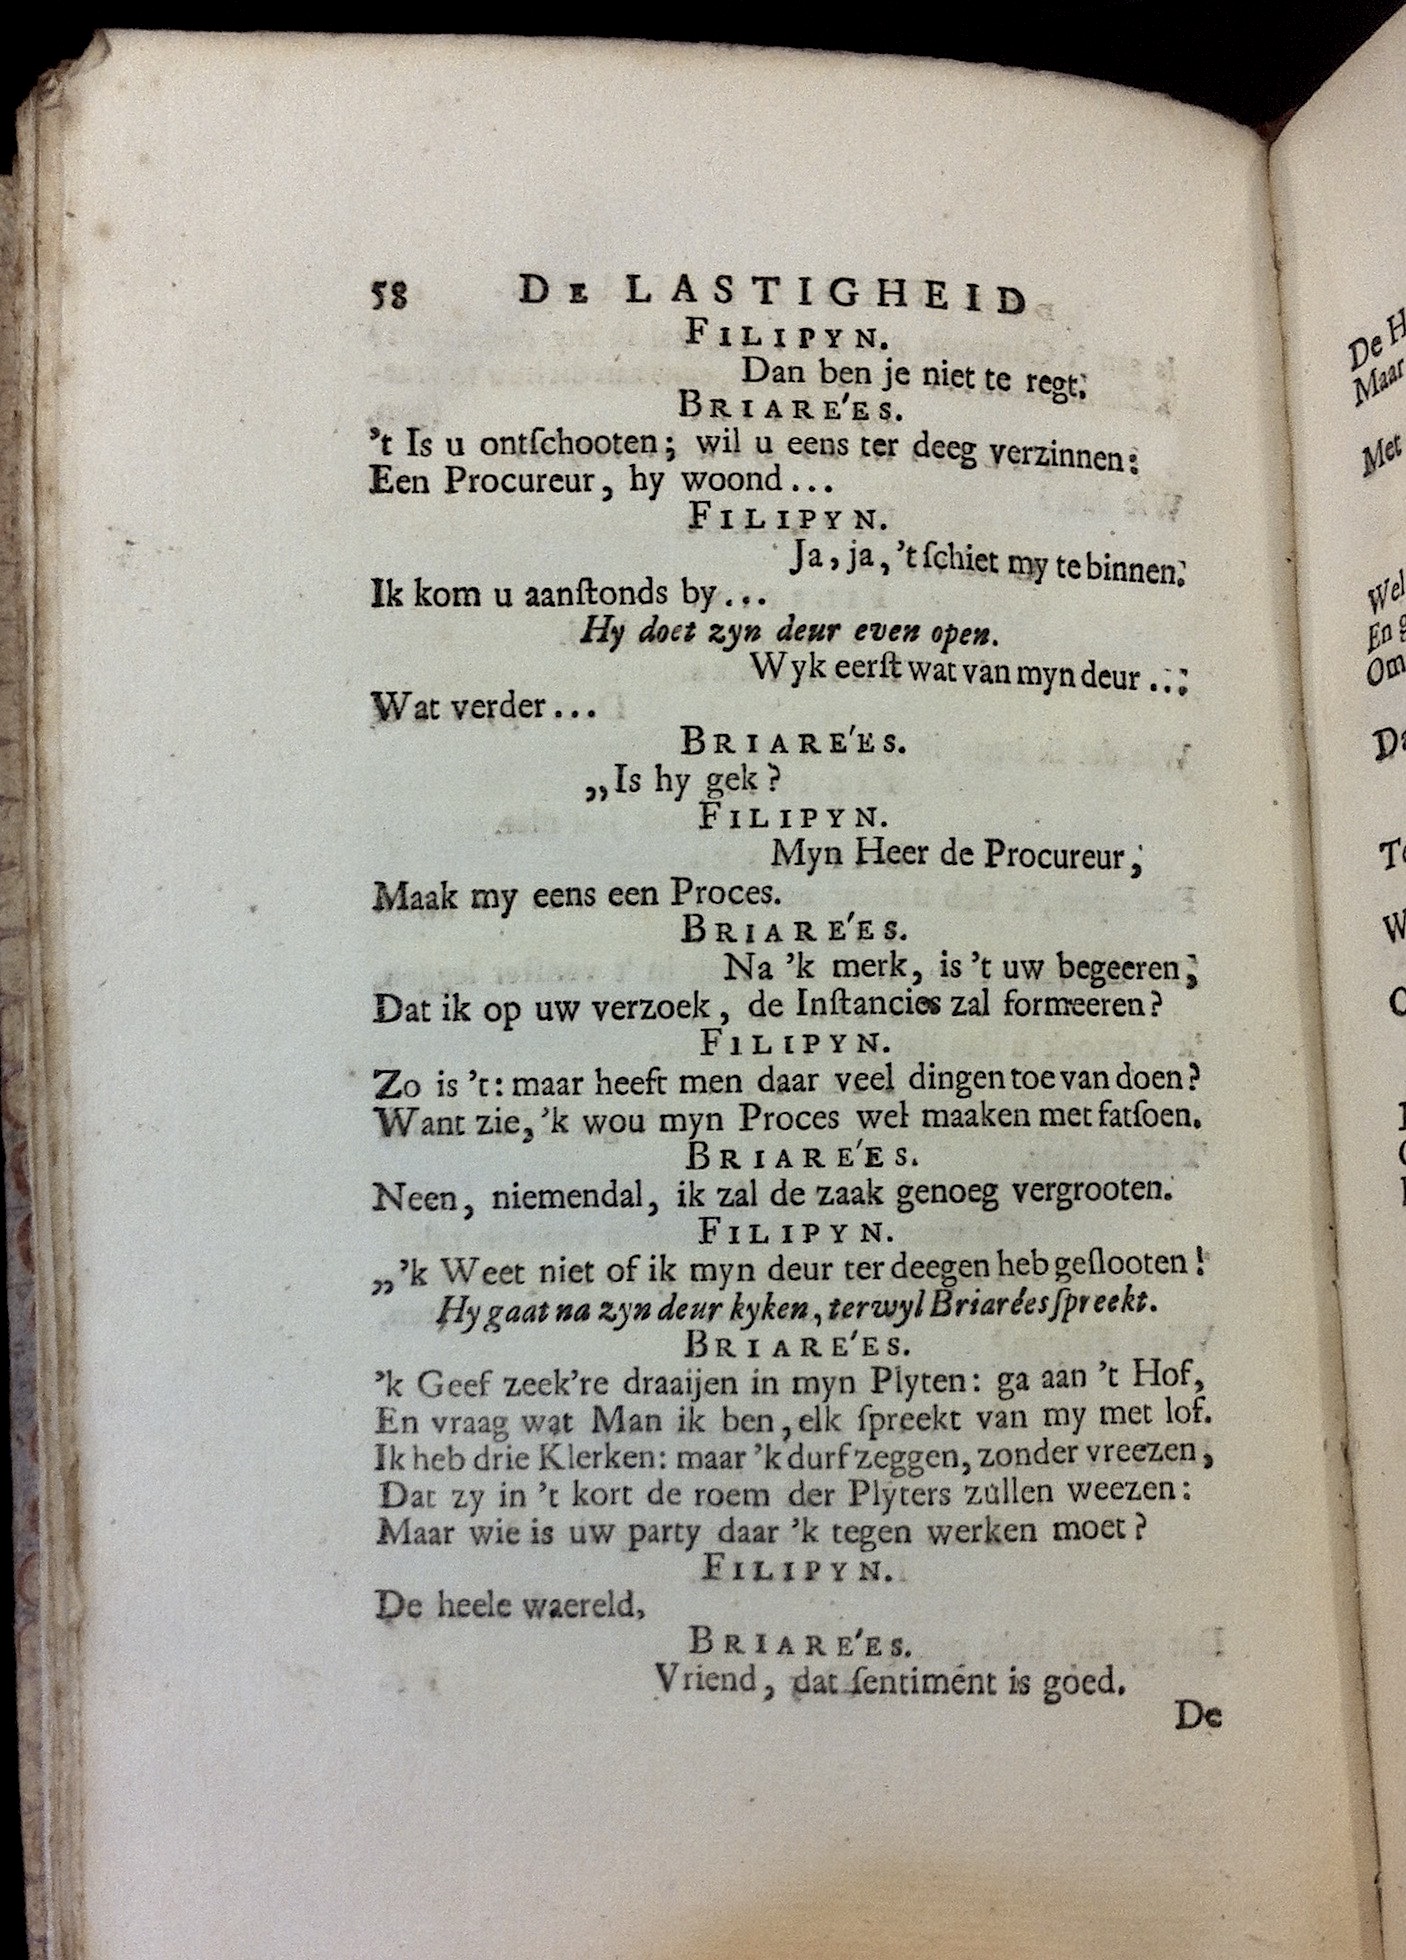 58 DE LASTIGHEID
FILIPYN.
Dan ben je niet te regt.
BRIARE'ES.
't Is u ontſchooten; wil u eens ter deeg verzinnen:
Een Procureur, hy woond...
FILIPYN.
Ja, ja, 't ſchiet my te binnen.
Ik kom u aanſtonds by...
Hy doet zyn deur even open.
Wyk eerſt wat van myn deur ...
Wat verder...
BRIARE'ES.
„Is hy gek?
FILIPYN.
Myn Heer de Procureur,
Maak my eens een Proces.
BRIARE'ES.
Na 'k merk, is 't uw begeeren,
Dat ik op uw verzoek, de Inſtancies zal formeeren?
FILIPYN.
Zo is 't: maar heeft men daar veel dingen toe van doen?
Want zie, 'k wou myn Proces wel maaken met fatſoen.
BRIARE'ES.
Neen, niemendal, ik zal de zaak genoeg vergrooten.
FILIPYN.
„'k Weet niet of ik myn deur ter deegen heb geſlooten!
Hy gaat na zyn deur kyken, terwyl Briaréesſpreekt.
BRIARE'ES.
'k Geef zeek're draaijen in myn Plyten: ga aan 't Hof,
En vraag wat Man ik ben, elk ſpreekt van my met lof.
Ik heb drie Klerken: maar 'k durf zeggen, zonder vreezen,
Dat zy in 't kort de roem der Plyters zullen weezen:
Maar wie is uw party daar 'k tegen werken moet?
FILIPYN.
De heele waereld,
BRIARE'ES.
Vriend, dat ſentiment is goed.
De
De H
Maar
Met
Wel
En g
Om
Da